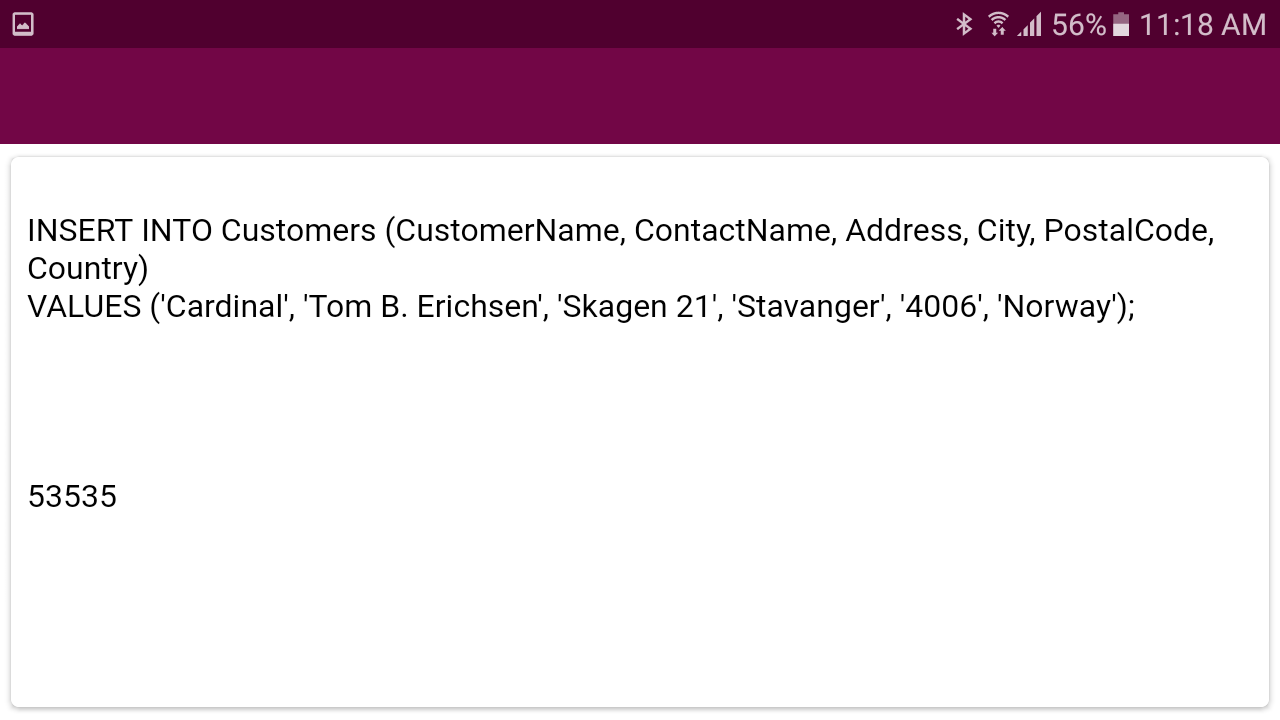 56% 11:18 AM
INSERT INTO Customers (CustomerName, ContactName, Address, City, PostalCode,
Country)
VALUES ('Cardinal', 'Tom B. Erichsen', 'Skagen 21', 'Stavanger', '4006', 'Norway');
53535